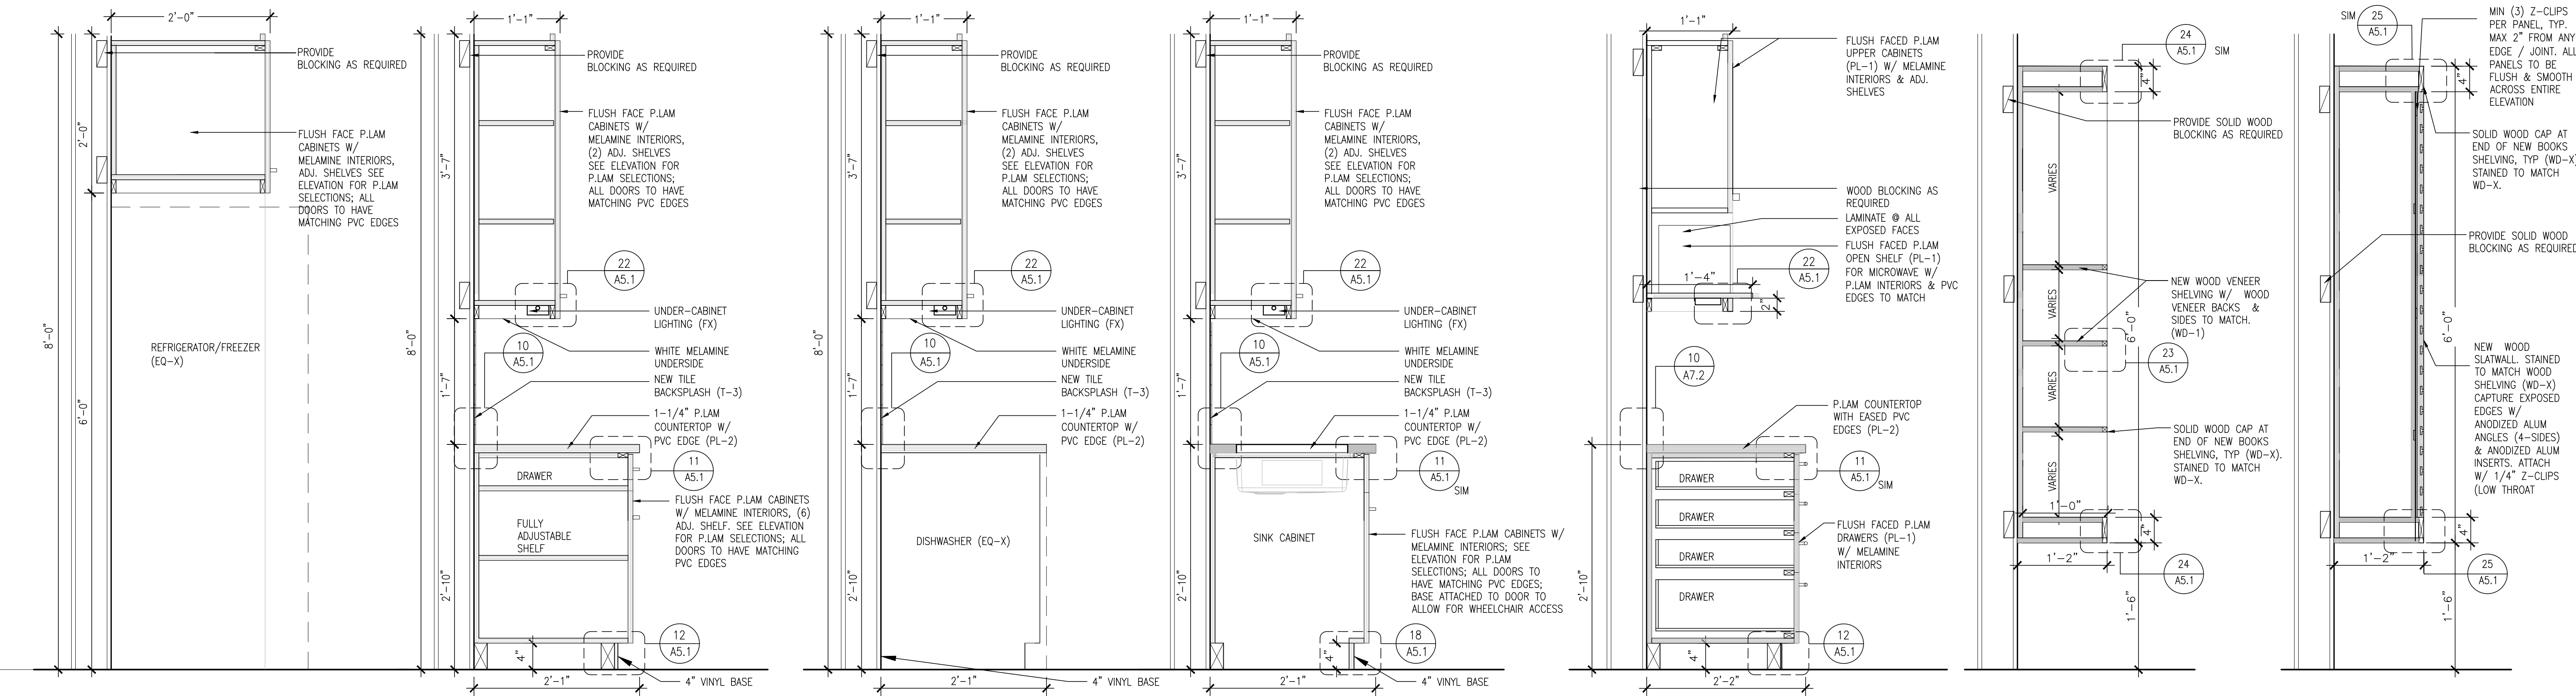 2'-0"
PROVIDE
BLOCKING AS REQUIRED
FLUSH FACE P.LAM
CABINETS W/
MELAMINE INTERIORS,
ADJ. SHELVES SEE
ELEVATION FOR P.LAM
SELECTIONS; ALL
DOORS TO HAVE
MATCHING PVC EDGES
2'-0"
6'-0"
8'-0"
REFRIGERATOR/FREEZER
(EQ-X)
1'-1"
PROVIDE
BLOCKING AS REQUIRED
FLUSH FACE P.LAM
CABINETS W/
MELAMINE INTERIORS,
(2) ADJ. SHELVES
SEE ELEVATION FOR
P.LAM SELECTIONS;
ALL DOORS TO HAVE
MATCHING PVC EDGES
3'-7"
8'-0"
22
A5.1
UNDER-CABINET
LIGHTING (FX)
10
A5.1
WHITE MELAMINE
UNDERSIDE
NEW TILE
BACKSPLASH (T-3)
1'-7"
1-1/4" P.LAM
COUNTERTOP W/
PVC EDGE (PL-2)
11
A5.1
DRAWER
FULLY
ADJUSTABLE
SHELF
FLUSH FACE P.LAM CABINETS
W/ MELAMINE INTERIORS, (6)
ADJ. SHELF. SEE ELEVATION
FOR P.LAM SELECTIONS; ALL
DOORS TO HAVE MATCHING
PVC EDGES
2'-10"
12
A5.1
4"
2'-1"
4" VINYL BASE
1'-1"
PROVIDE
BLOCKING AS REQUIRED
FLUSH FACE P.LAM
CABINETS W/
MELAMINE INTERIORS,
(2) ADJ. SHELVES
SEE ELEVATION FOR
P.LAM SELECTIONS;
ALL DOORS TO HAVE
MATCHING PVC EDGES
3'-7"
8'-0"
22
A5.1
UNDER-CABINET
LIGHTING (FX)
10
A5.1
WHITE MELAMINE
UNDERSIDE
NEW TILE
BACKSPLASH (T-3)
1'-7"
1-1/4" P.LAM
COUNTERTOP W/
PVC EDGE (PL-2)
DISHWASHER (EQ-X)
2'-10"
2'-1"
4" VINYL BASE
1'-1"
PROVIDE
BLOCKING AS REQUIRED
FLUSH FACE P.LAM
CABINETS W/
MELAMINE INTERIORS,
(2) ADJ. SHELVES
SEE ELEVATION FOR
P.LAM SELECTIONS;
ALL DOORS TO HAVE
MATCHING PVC EDGES
3'-7"
22
A5.1
UNDER-CABINET
LIGHTING (FX)
10
A5.1
WHITE MELAMINE
UNDERSIDE
NEW TILE
BACKSPLASH (T-3)
1'-7"
1-1/4" P.LAM
COUNTERTOP W/
PVC EDGE (PL-2)
11
A5.1
SIM
SINK CABINET
FLUSH FACE P.LAM CABINETS W/
MELAMINE INTERIORS; SEE
ELEVATION FOR P.LAM
SELECTIONS; ALL DOORS TO
HAVE MATCHING PVC EDGES;
BASE ATTACHED TO DOOR TO
ALLOW FOR WHEELCHAIR ACCESS
2'-10"
18
A5.1
4"
2'-1"
4" VINYL BASE
1'-1"
FLUSH FACED P.LAM
UPPER CABINETS
(PL-1) W/ MELAMINE
INTERIORS & ADJ.
SHELVES
WOOD BLOCKING AS
REQUIRED
LAMINATE @ ALL
EXPOSED FACES
FLUSH FACED P.LAM
OPEN SHELF (PL-1)
FOR MICROWAVE W/
P.LAM INTERIORS & PVC
EDGES TO MATCH
22
A5.1
1'-4"
2"
10
A7.2
P.LAM COUNTERTOP
WITH EASED PVC
EDGES (PL-2)
11
A5.1
SIM
DRAWER
DRAWER
DRAWER
DRAWER
FLUSH FACED P.LAM
DRAWERS (PL-1)
W/ MELAMINE
INTERIORS
2'-10"
12
A5.1
4"
2'-2"
24
A5.1
SIM
4"
PROVIDE SOLID WOOD
BLOCKING AS REQUIRED
VARIES
VARIES
VARIES
VARIES
NEW WOOD VENEER
SHELVING W/ WOOD
VENEER BACKS &
SIDES TO MATCH.
(WD-1)
6'-0"
23
A5.1
SOLID WOOD CAP AT
END OF NEW BOOKS
SHELVING, TYP (WD-X).
STAINED TO MATCH
WD-X.
1'-0"
4"
1'-2"
24
A5.1
1'-6"
SIM
25
A5.1
MIN (3) Z-CLIPS
PER PANEL, TYP.
MAX 2" FROM ANY
EDGE / JOINT. ALL
PANELS TO BE
FLUSH & SMOOTH
ACROSS ENTIRE
ELEVATION
4"
SOLID WOOD CAP AT
END OF NEW BOOKS
SHELVING, TYP (WD-X)
STAINED TO MATCH
WD-X.
PROVIDE SOLID WOOD
BLOCKING AS REQUIRED
6'-0"
NEW WOOD
SLATWALL. STAINED
TO MATCH WOOD
SHELVING (WD-X)
CAPTURE EXPOSED
EDGES W/
ANODIZED ALUM
ANGLES (4-SIDES)
& ANODIZED ALUM
INSERTS. ATTACH
W/ 1/4" Z-CLIPS
(LOW THROAT
4"
1'-2"
25
A5.1
1'-6"